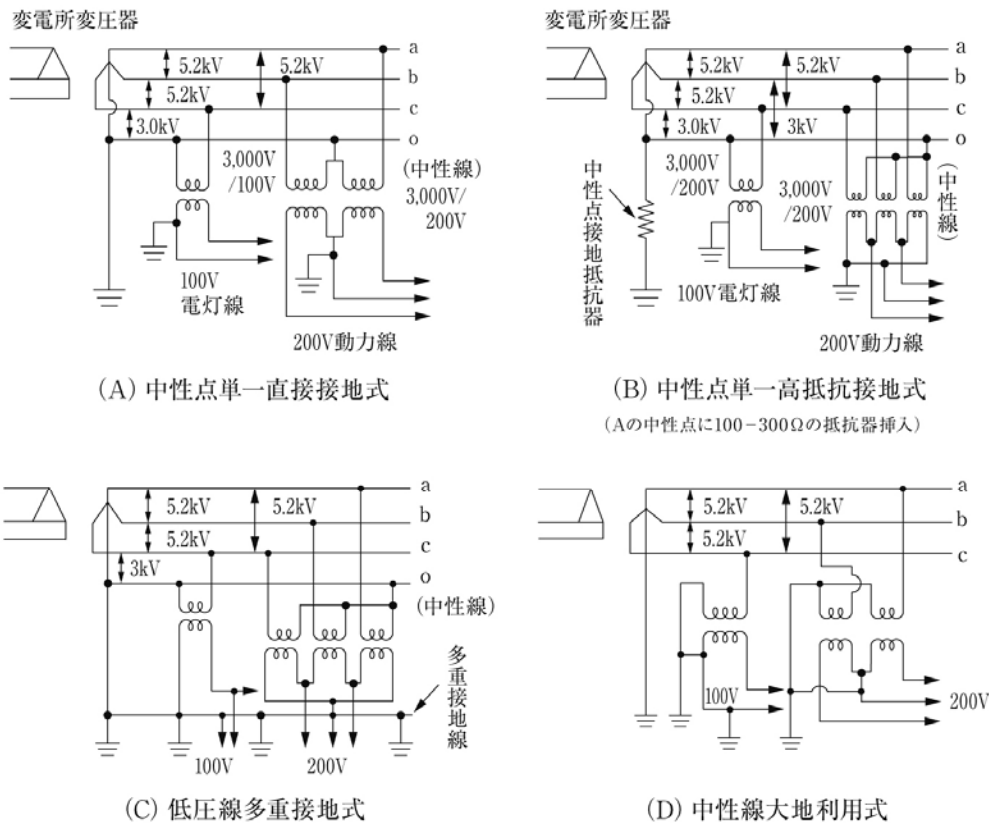 変電所変圧器
a
5.2kV
5.2kV
b
5.2kV
c
3.0kV
o
(中性線)
3,000V
/100V
3,000V/
200V
100V
電灯線
200V動力線
(A) 中性点単一直接接地式
変電所変圧器
a
5.2kV
5.2kV
b
5.2kV
c
3.0kV
3kV
o
中性点接地抵抗器
3,000V
/200V
3,000V
/200V
(中性線)
100V電灯線
200V動力線
(B) 中性点単一高抵抗接地式
(Aの中性点に100-300Ωの抵抗器挿入)
a
5.2kV
5.2kV
b
5.2kV
c
3kV
o
(中性線)
多重接地線
100V
200V
(C) 低圧線多重接地式
a
5.2kV
5.2kV
b
5.2kV
c
100V
200V
(D) 中性線大地利用式